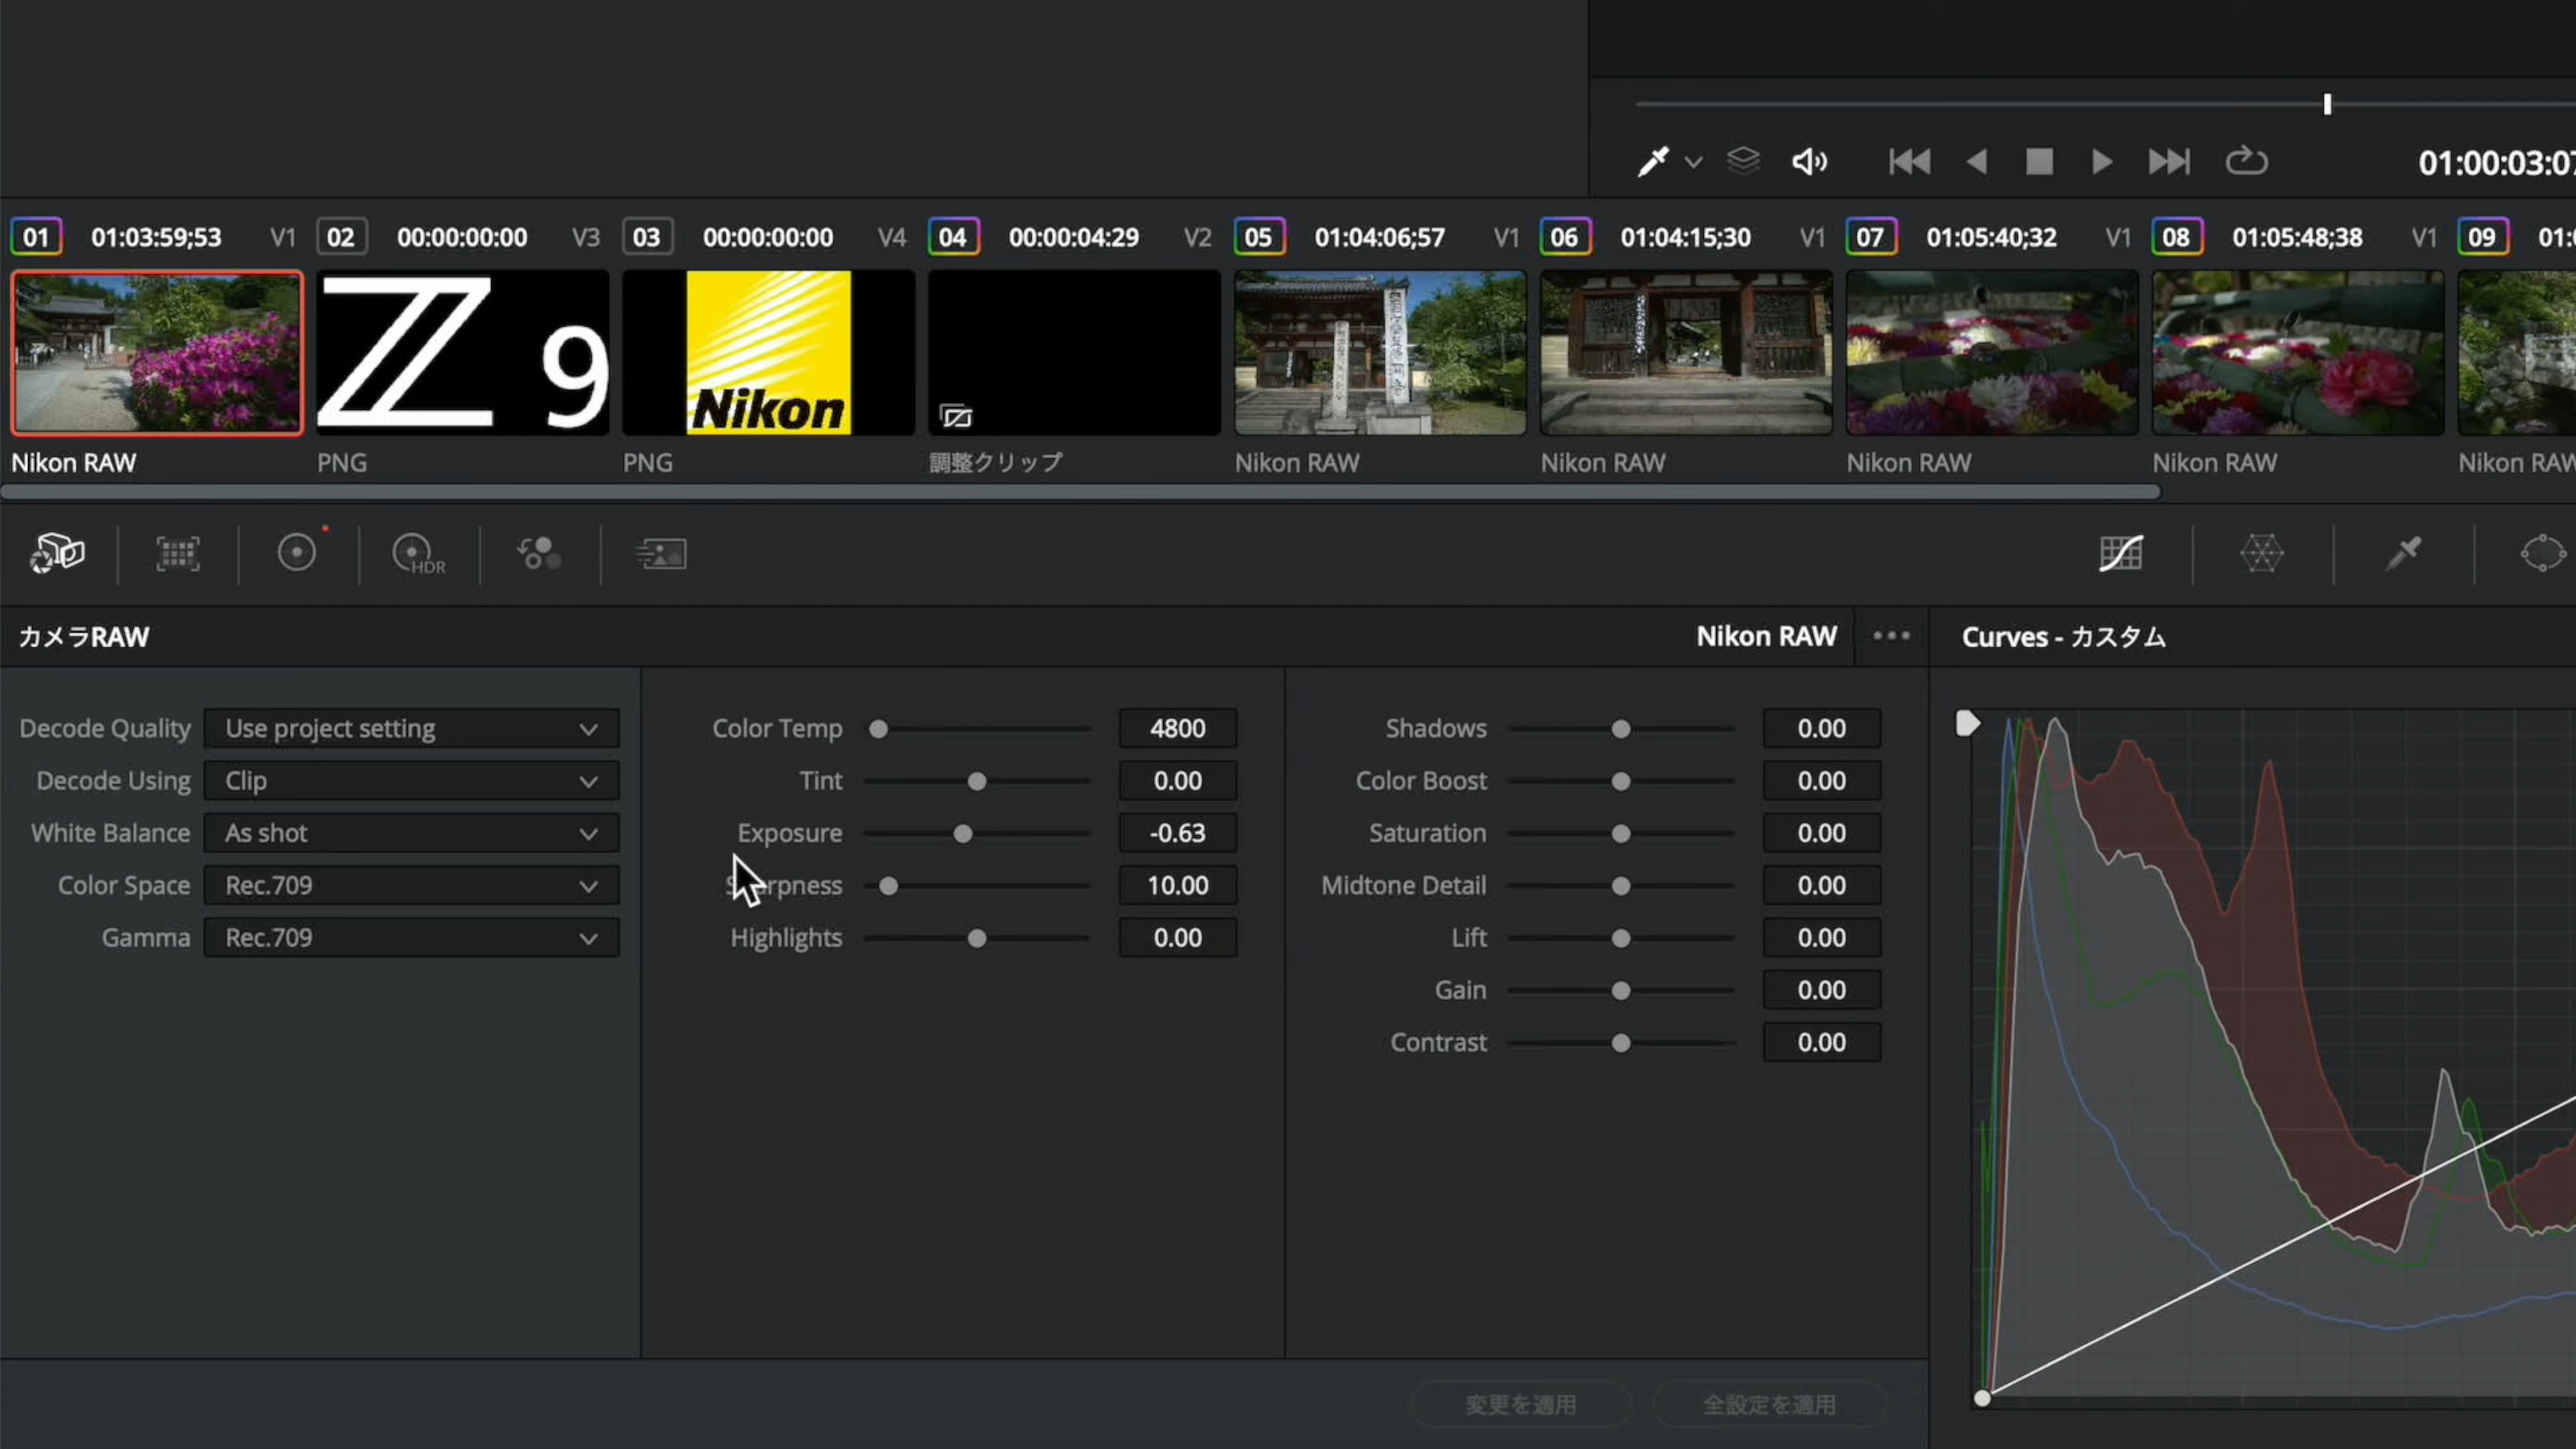 01:00:03:07
01 01:03:59;53 V1 02 00:00:00:00 V3 03 00:00:00:00 V4 04 00:00:04:29 V2 05 01:04:06;57 V1 06 01:04:15;30 V1 07 01:05:40;32 V1 08 01:05:48;38 V1 09
Z 9
Nikon
Nikon RAW PNG PNG 調整クリップ Nikon RAW Nikon RAW Nikon RAW Nikon RAW Nikon RAW
HDR
カメラRAW Nikon RAW Curves - カスタム
Decode Quality Use project setting
Decode Using Clip
White Balance As shot
Color Space Rec.709
Gamma Rec.709
Color Temp 4800
Tint 0.00
Exposure -0.63
Sharpness 10.00
Highlights 0.00
Shadows 0.00
Color Boost 0.00
Saturation 0.00
Midtone Detail 0.00
Lift 0.00
Gain 0.00
Contrast 0.00
変更を適用 全設定を適用